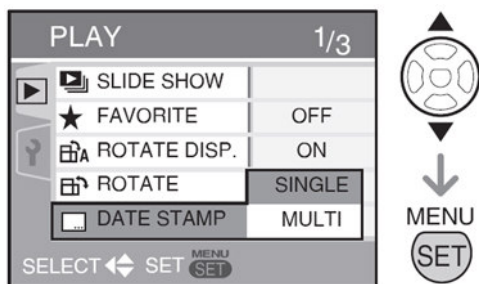 PLAY 1/3
SLIDE SHOW
FAVORITE OFF
ROTATE DISP. ON
ROTATE SINGLE
DATE STAMP MULTI
SELECT SET MENU SET
MENU
SET